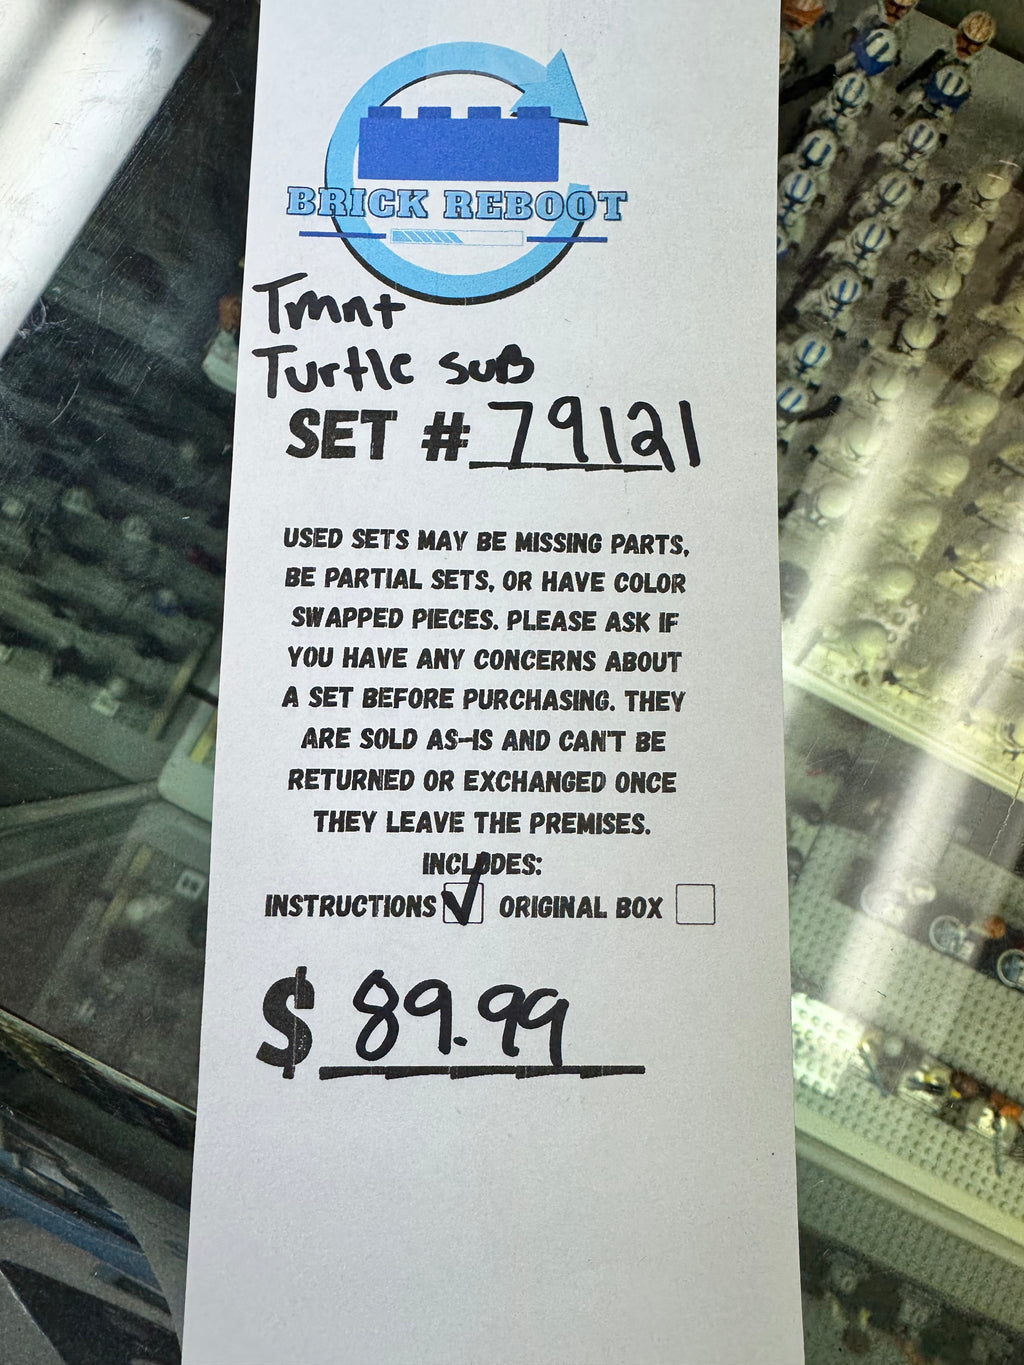 BRICK REBOOT
Tmnt
Turtle sub
SET # 79121
USED SETS MAY BE MISSING PARTS,
BE PARTIAL SETS, OR HAVE COLOR
SWAPPED PIECES. PLEASE ASK IF
YOU HAVE ANY CONCERNS ABOUT
A SET BEFORE PURCHASING. THEY
ARE SOLD AS-IS AND CAN'T BE
RETURNED OR EXCHANGED ONCE
THEY LEAVE THE PREMISES.
INCLUDES:
INSTRUCTIONS ✓ ORIGINAL BOX
$ 89.99